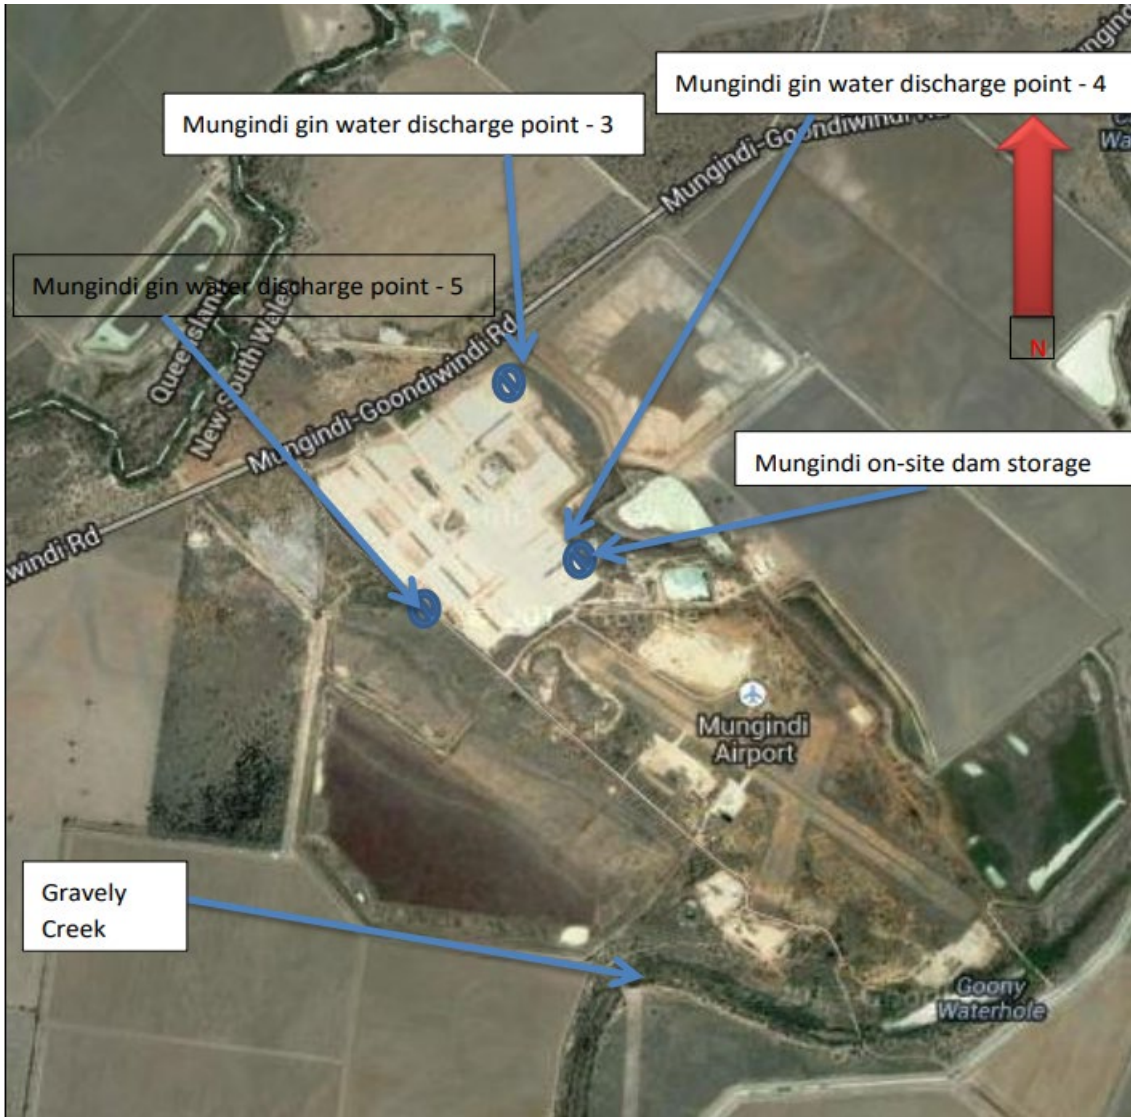 Mungindi gin water discharge point - 4
Mungindi gin water discharge point - 3
Mungindi-Goondiwindi
Mungindi gin water discharge point - 5
Queensland
New South Wales
N
Mungindi-Goondiwindi Rd
Mungindi on-site dam storage
windi Rd
Mungindi
Airport
Gravely
Creek
Goony
Waterhole